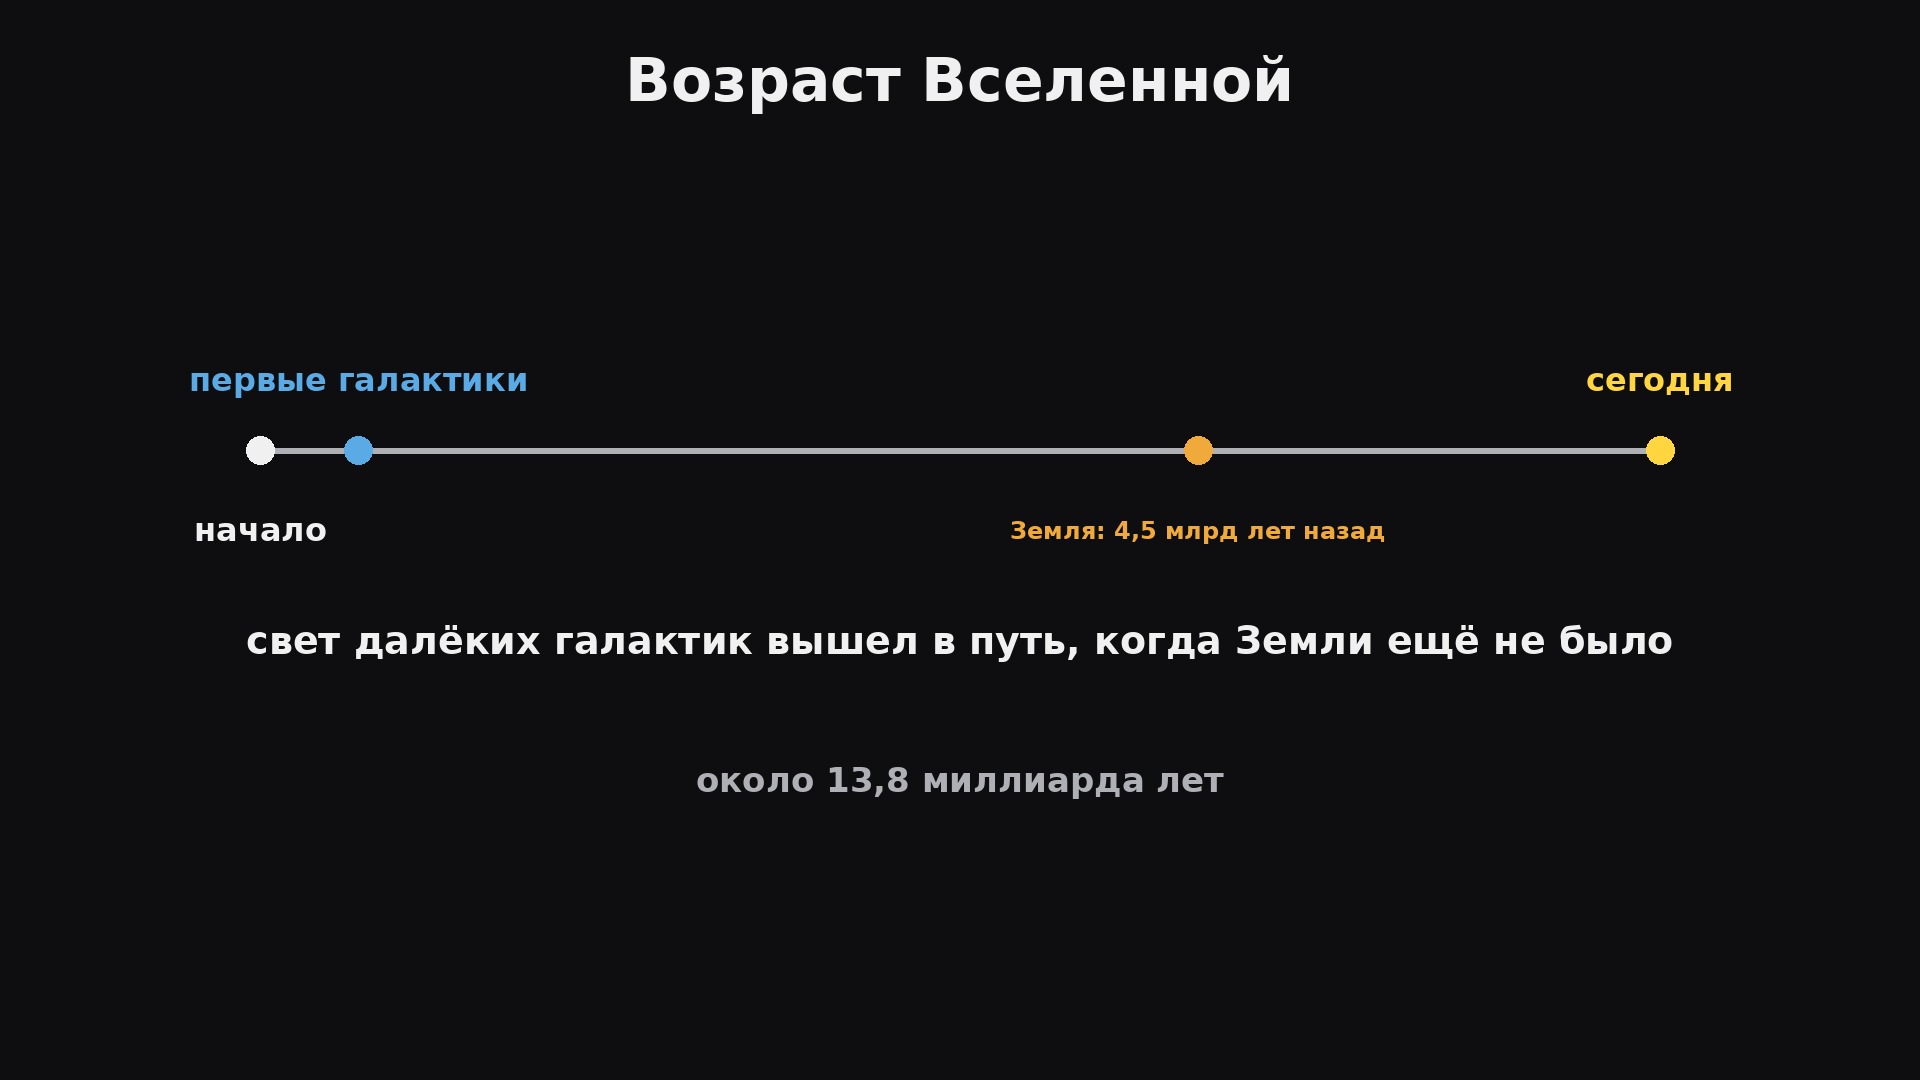 Возраст Вселенной
первые галактики
сегодня
начало
Земля: 4,5 млрд лет назад
свет далёких галактик вышел в путь, когда Земли ещё не было
около 13,8 миллиарда лет